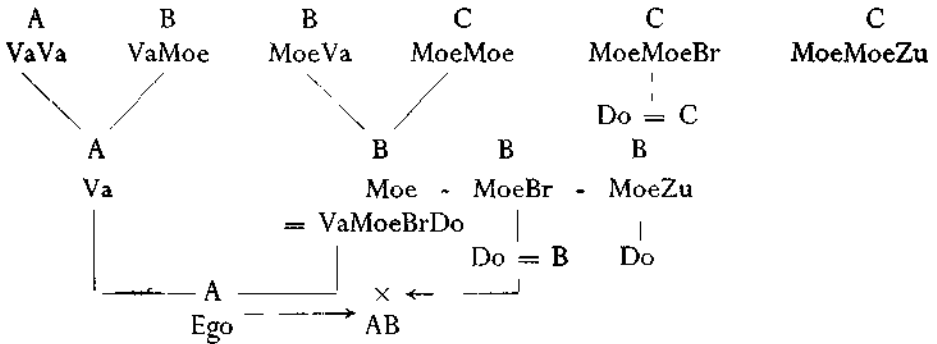 A B B C C C
VaVa VaMoe MoeVa MoeMoe MoeMoeBr MoeMoeZu
Do = C
A B B B
Va Moe - MoeBr - MoeZu
= VaMoeBrDo
Do = B Do
A × ←
Ego → AB